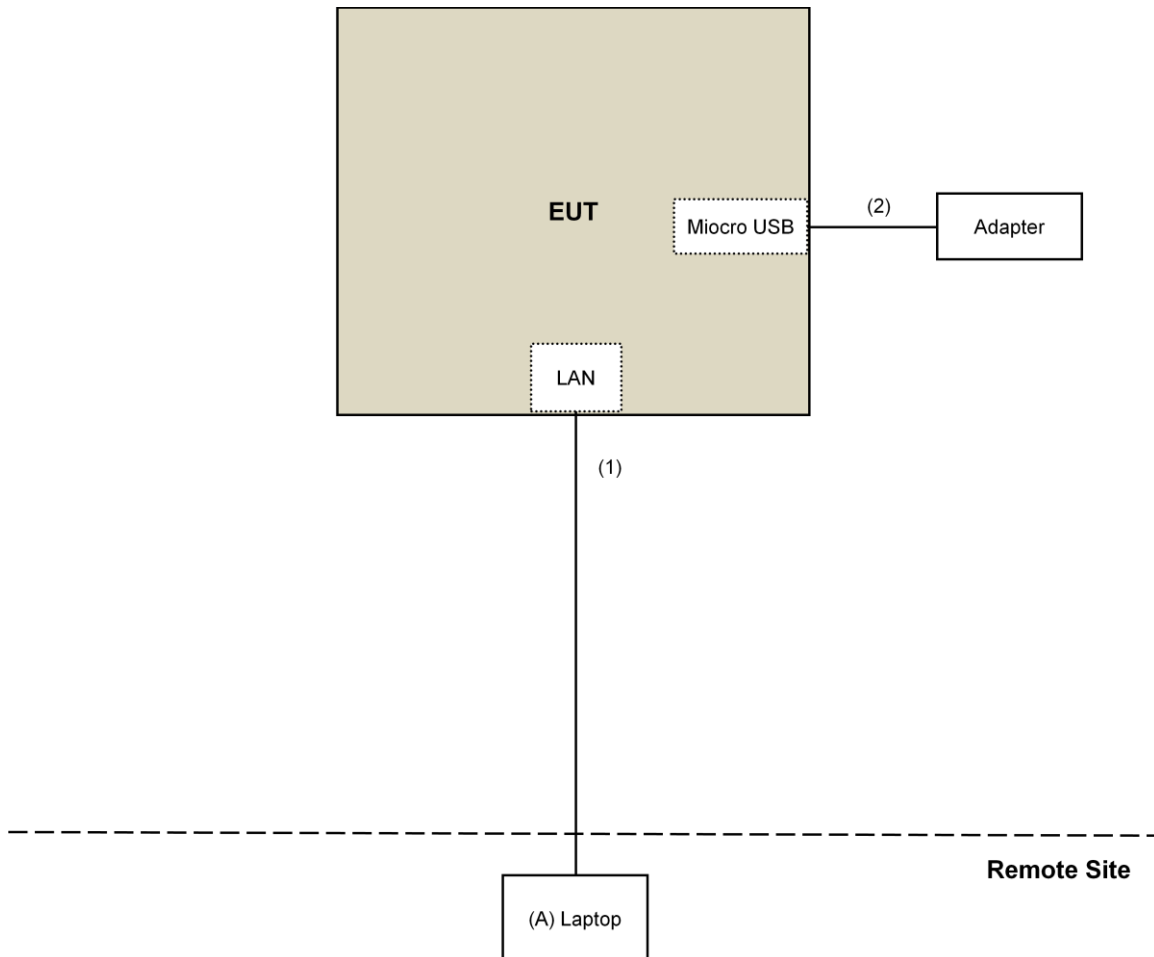 EUT
Miocro USB
(2)
Adapter
LAN
(1)
Remote Site
(A) Laptop